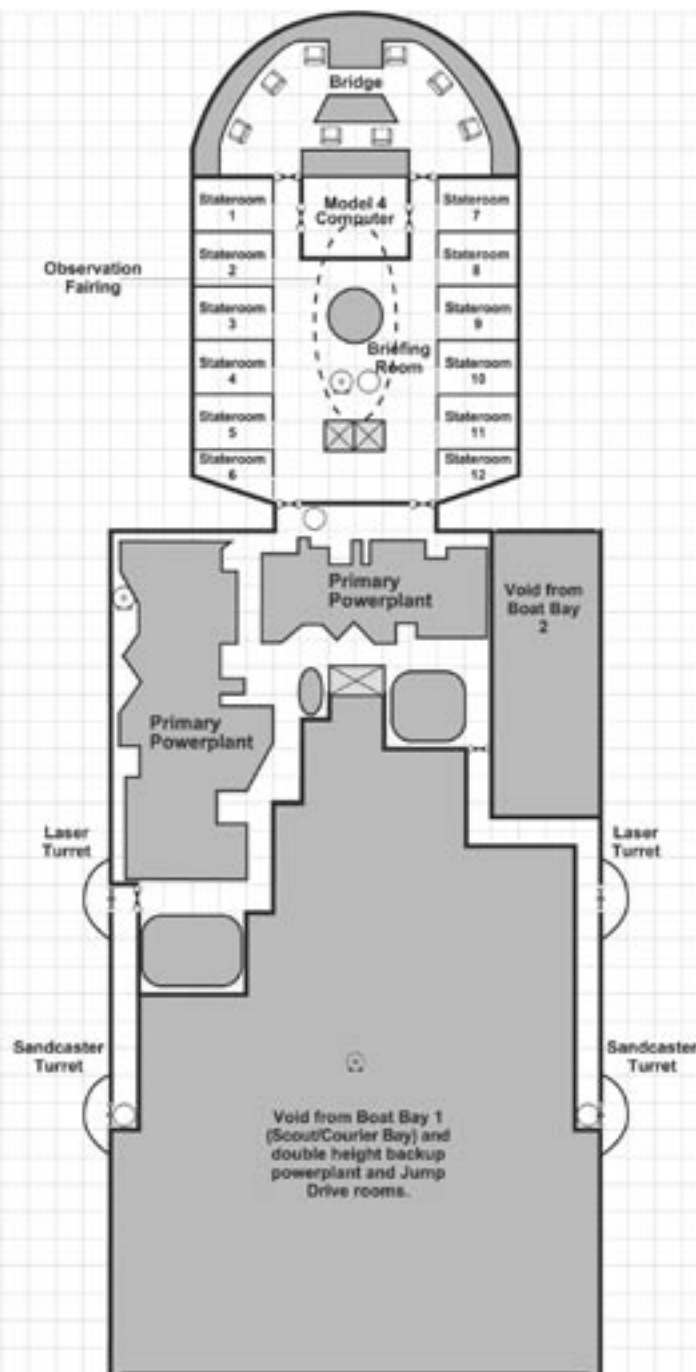 Bridge
Stateroom
1
Model 4
Computer
Stateroom
7
Stateroom
2
Stateroom
8
Observation
Fairing
Stateroom
3
Stateroom
9
Briefing
Room
Stateroom
4
Stateroom
10
Stateroom
5
Stateroom
11
Stateroom
6
Stateroom
12
Primary
Powerplant
Void from
Boat Bay
2
Primary
Powerplant
Laser
Turret
Laser
Turret
Sandcaster
Turret
Sandcaster
Turret
Void from Boat Bay 1
(Scout/Courier Bay) and
double height backup
powerplant and Jump
Drive rooms.